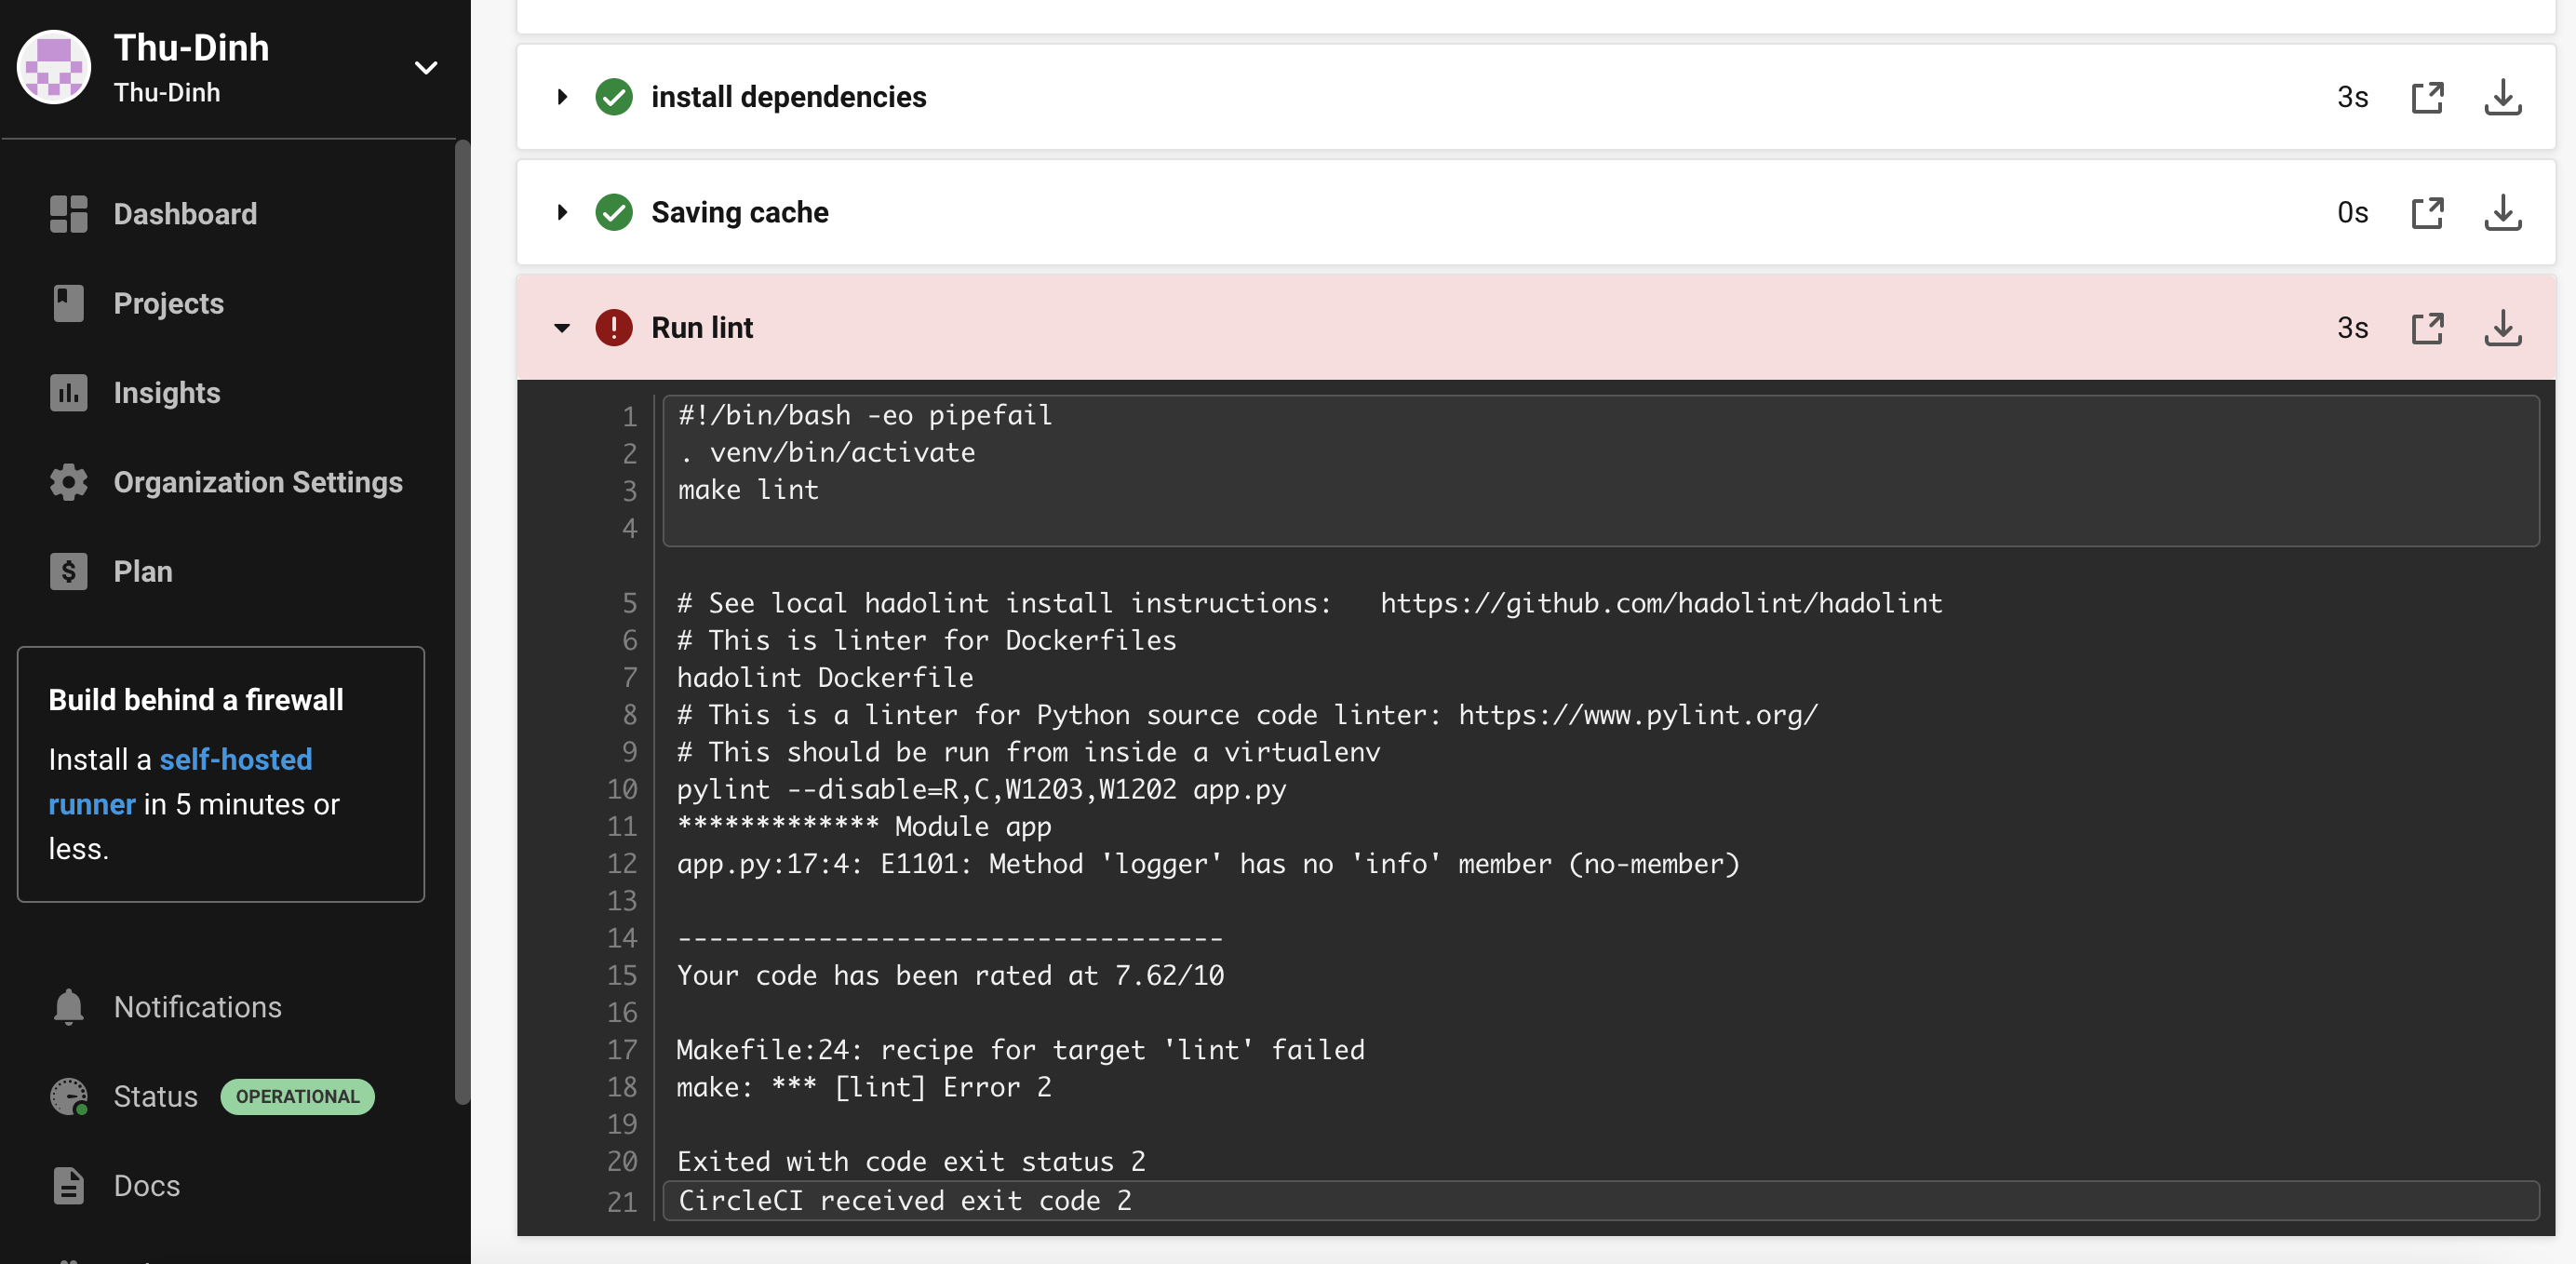 Thu-Dinh
Thu-Dinh
Dashboard
Projects
Insights
Organization Settings
Plan
Build behind a firewall
Install a self-hosted
runner in 5 minutes or
less.
Notifications
Status OPERATIONAL
Docs
install dependencies 3s
Saving cache 0s
Run lint 3s
1 #!/bin/bash -eo pipefail
2 . venv/bin/activate
3 make lint
4
5 # See local hadolint install instructions:   https://github.com/hadolint/hadolint
6 # This is linter for Dockerfiles
7 hadolint Dockerfile
8 # This is a linter for Python source code linter: https://www.pylint.org/
9 # This should be run from inside a virtualenv
10 pylint --disable=R,C,W1203,W1202 app.py
11 ************* Module app
12 app.py:17:4: E1101: Method 'logger' has no 'info' member (no-member)
13
14 -----------------------------------
15 Your code has been rated at 7.62/10
16
17 Makefile:24: recipe for target 'lint' failed
18 make: *** [lint] Error 2
19
20 Exited with code exit status 2
21 CircleCI received exit code 2